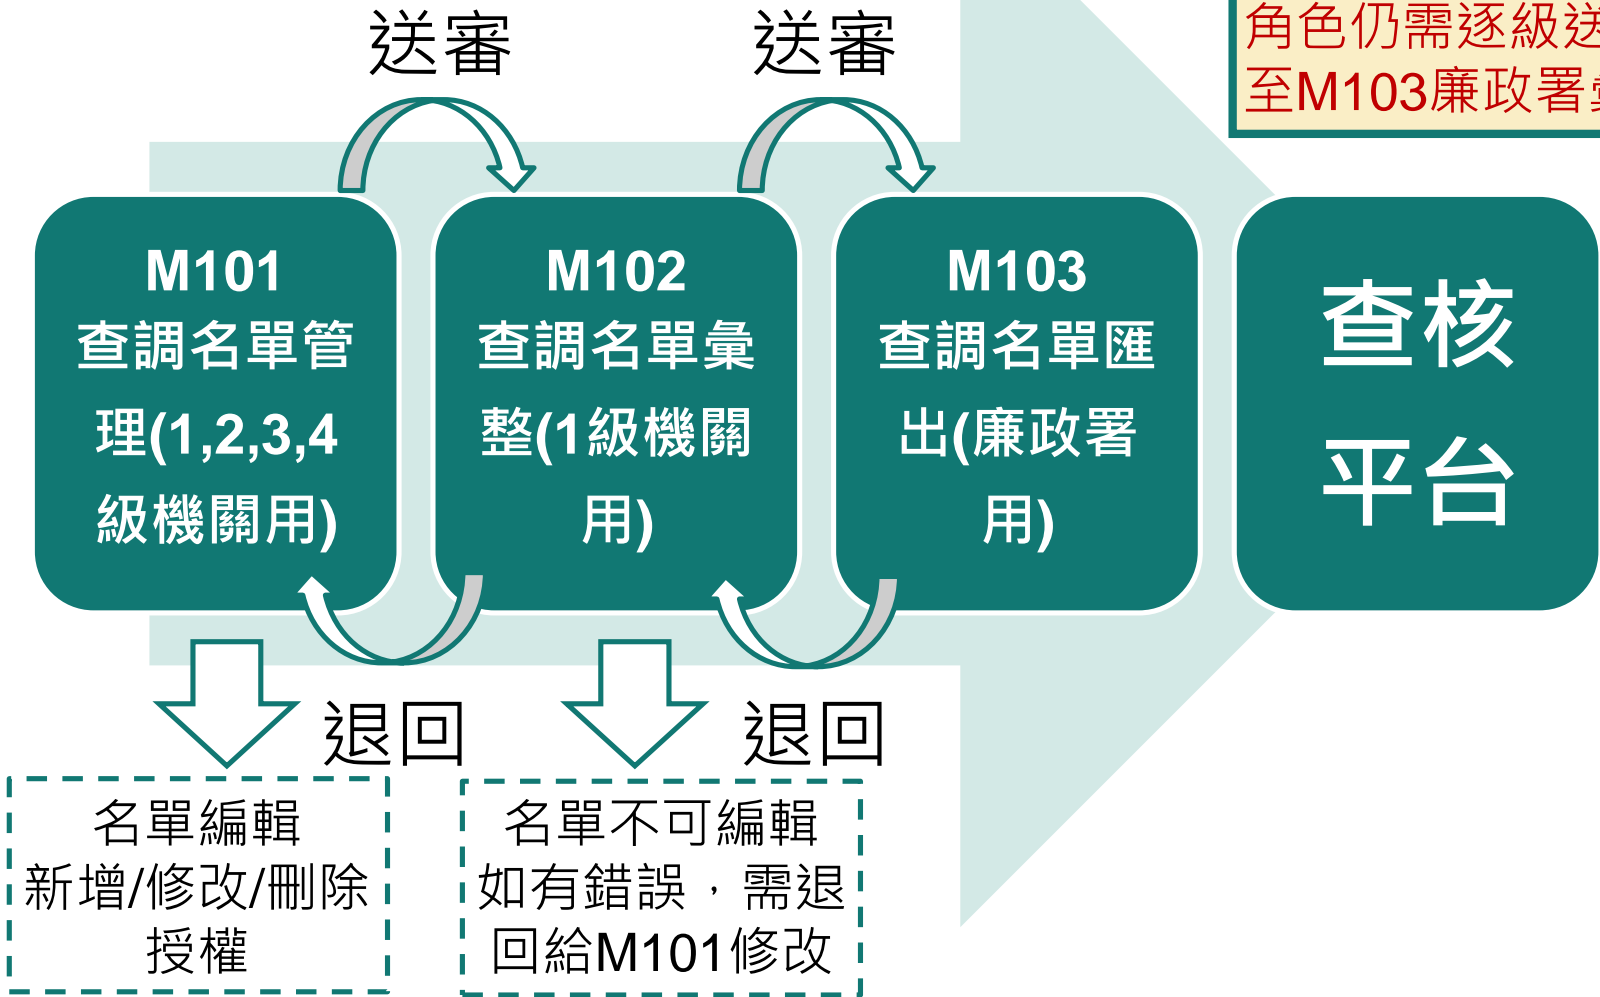 送審
送審
角色仍需逐級送
至M103廉政署彙
M101
查調名單管
理(1,2,3,4
級機關用)
M102
查調名單彙
整(1級機關
用)
M103
查調名單匯
出(廉政署
用)
查核
平台
退回
退回
名單編輯
新增/修改/刪除
授權
名單不可編輯
如有錯誤，需退
回給M101修改